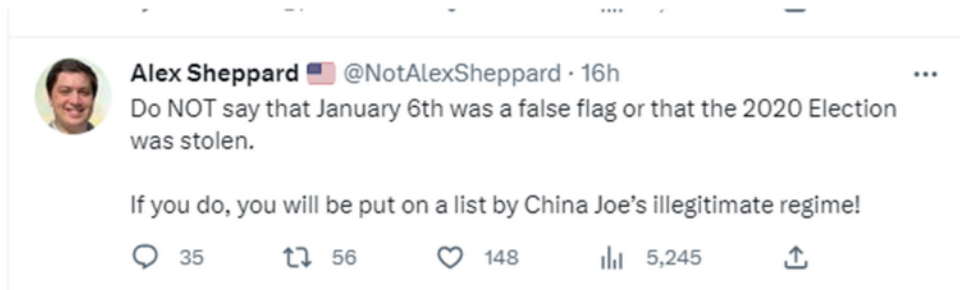 Alex Sheppard 🇺🇸 @NotAlexSheppard · 16h
Do NOT say that January 6th was a false flag or that the 2020 Election
was stolen.
If you do, you will be put on a list by China Joe's illegitimate regime!
35 56 148 5,245